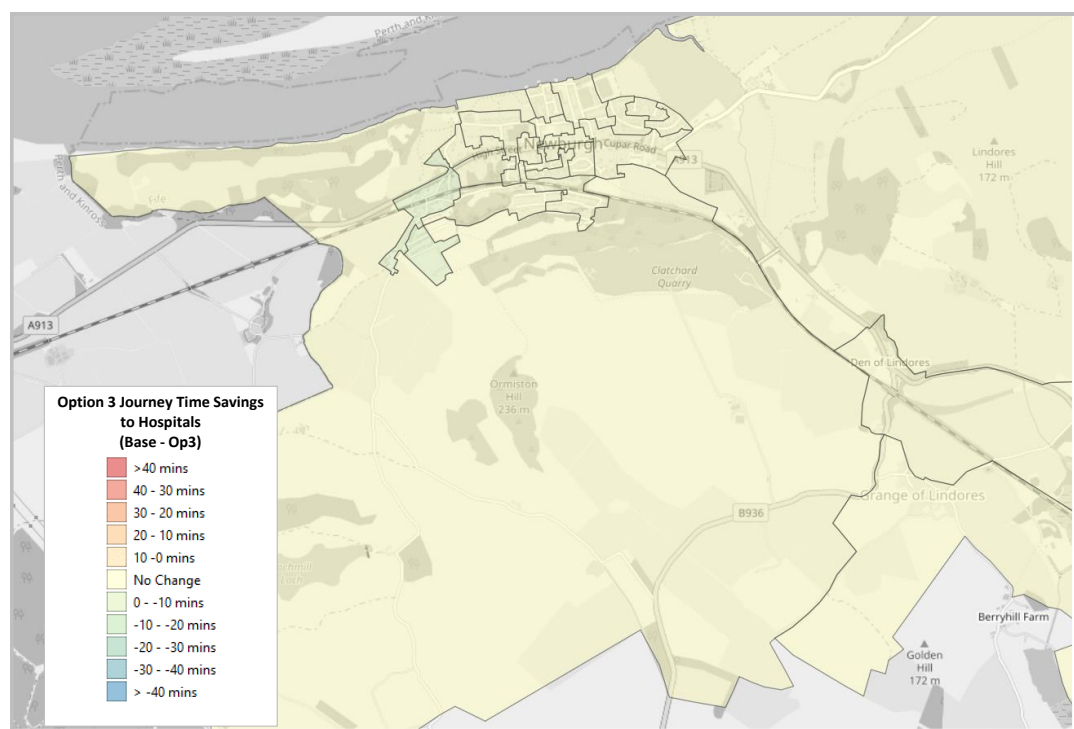 Perth and Kinross
Newburgh
High Street
Cupar Road
A913
Lindores
Hill
172 m
Perth and Kinross
Fife
Clatchard
Quarry
A913
Den of Lindores
Ormiston
Hill
236 m
Grange of Lindores
B936
Loch
Berryhill Farm
Golden
Hill
172 m
Option 3 Journey Time Savings
to Hospitals
(Base - Op3)
>40 mins
40 - 30 mins
30 - 20 mins
20 - 10 mins
10 -0 mins
No Change
0 - -10 mins
-10 - -20 mins
-20 - -30 mins
-30 - -40 mins
> -40 mins